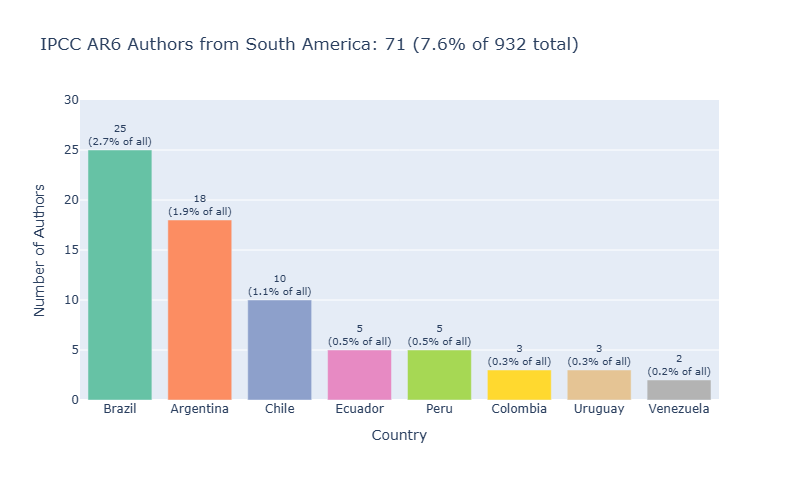 IPCC AR6 Authors from South America: 71 (7.6% of 932 total)
Number of Authors
30
25
20
15
10
5
0
25
(2.7% of all)
18
(1.9% of all)
10
(1.1% of all)
5
(0.5% of all)
5
(0.5% of all)
3
(0.3% of all)
3
(0.3% of all)
2
(0.2% of all)
Brazil
Argentina
Chile
Ecuador
Peru
Colombia
Uruguay
Venezuela
Country